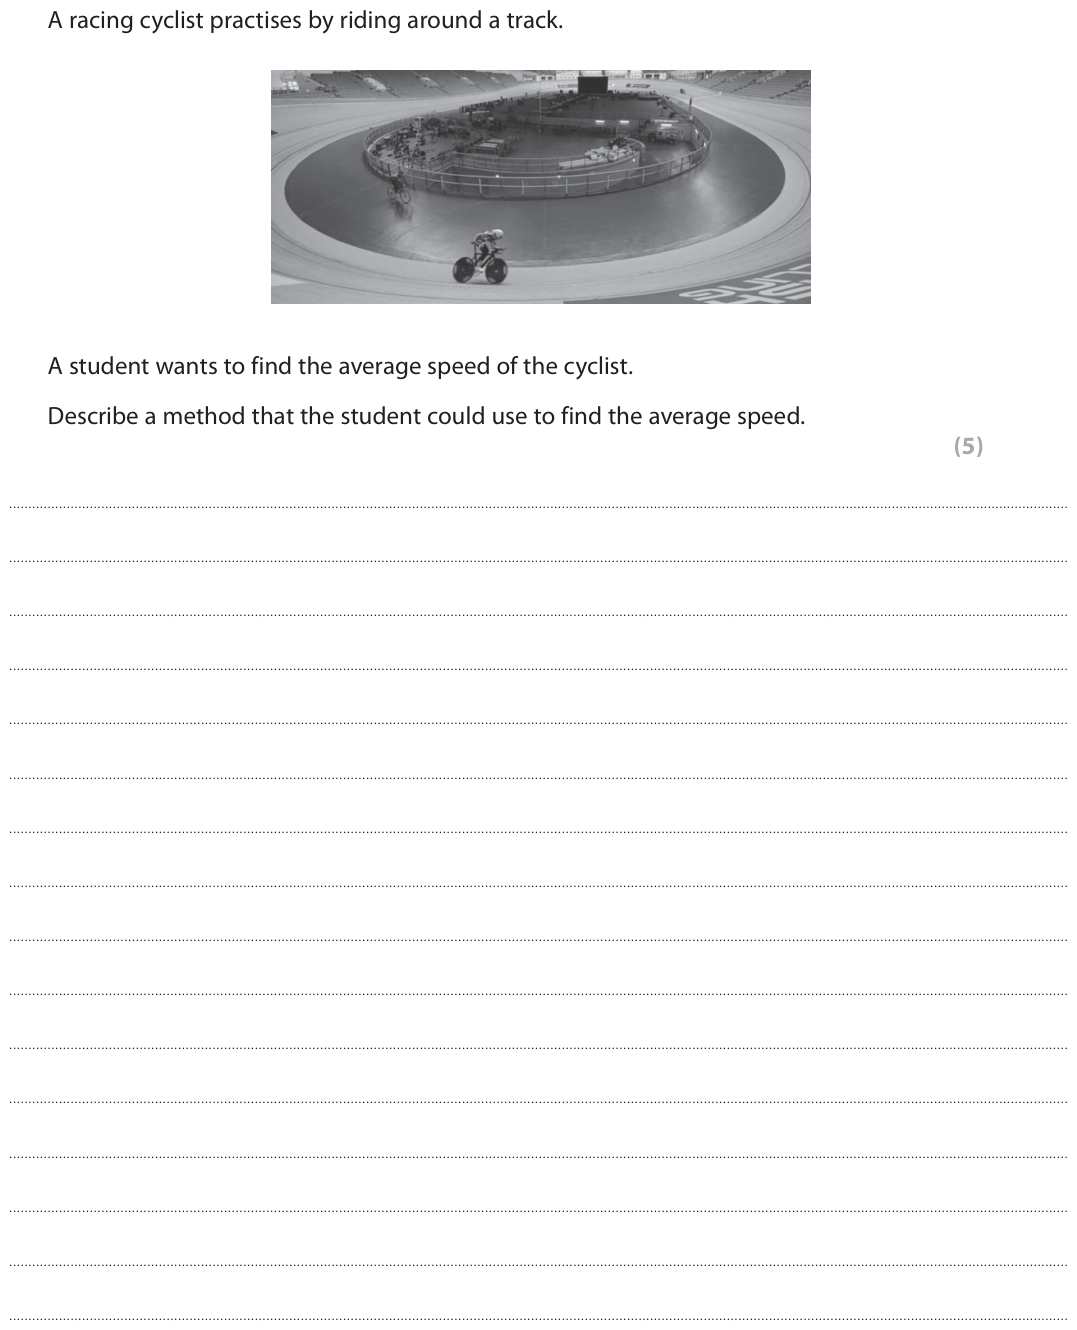 A racing cyclist practises by riding around a track.
A student wants to find the average speed of the cyclist.
Describe a method that the student could use to find the average speed.
(5)